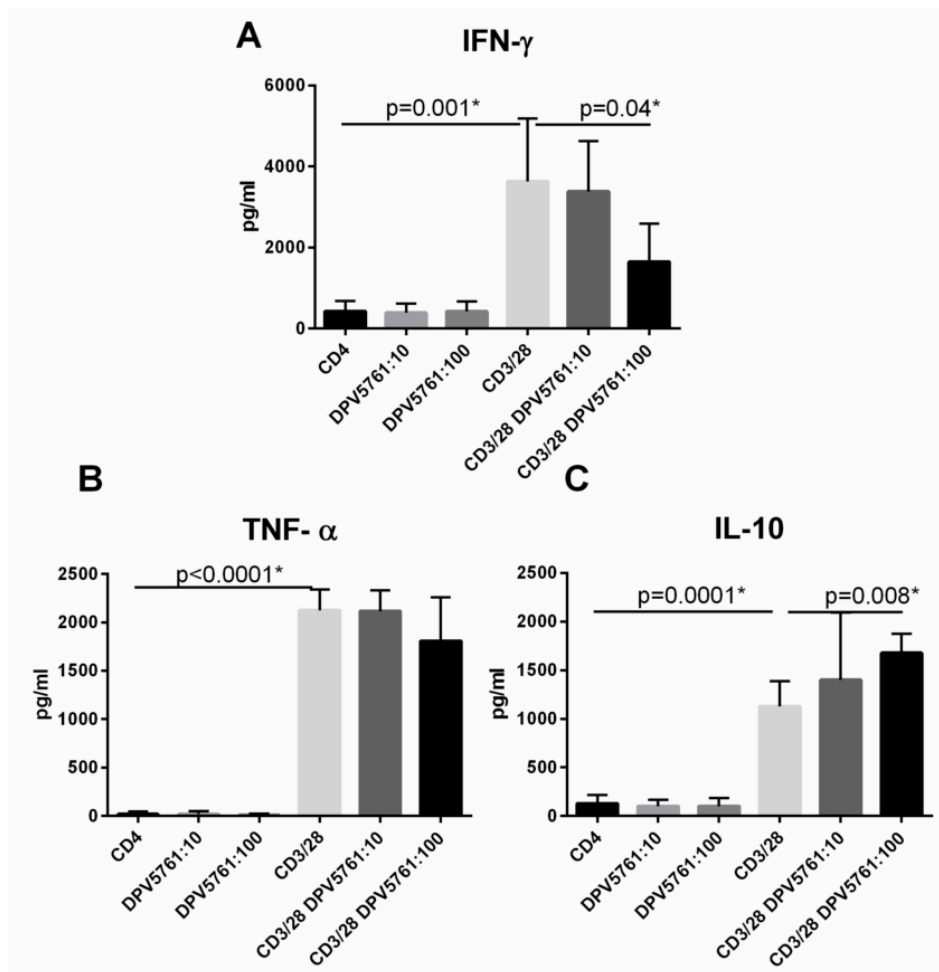 A
IFN-γ
p=0.001*
p=0.04*
6000
4000
2000
0
pg/ml
CD4
DPV5761:10
DPV5761:100
CD3/28
CD3/28 DPV5761:10
CD3/28 DPV5761:100
B
TNF- α
p<0.0001*
2500
2000
1500
1000
500
0
pg/ml
CD4
DPV5761:10
DPV5761:100
CD3/28
CD3/28 DPV5761:10
CD3/28 DPV5761:100
C
IL-10
p=0.0001*
p=0.008*
2500
2000
1500
1000
500
0
pg/ml
CD4
DPV5761:10
DPV5761:100
CD3/28
CD3/28 DPV5761:10
CD3/28 DPV5761:100